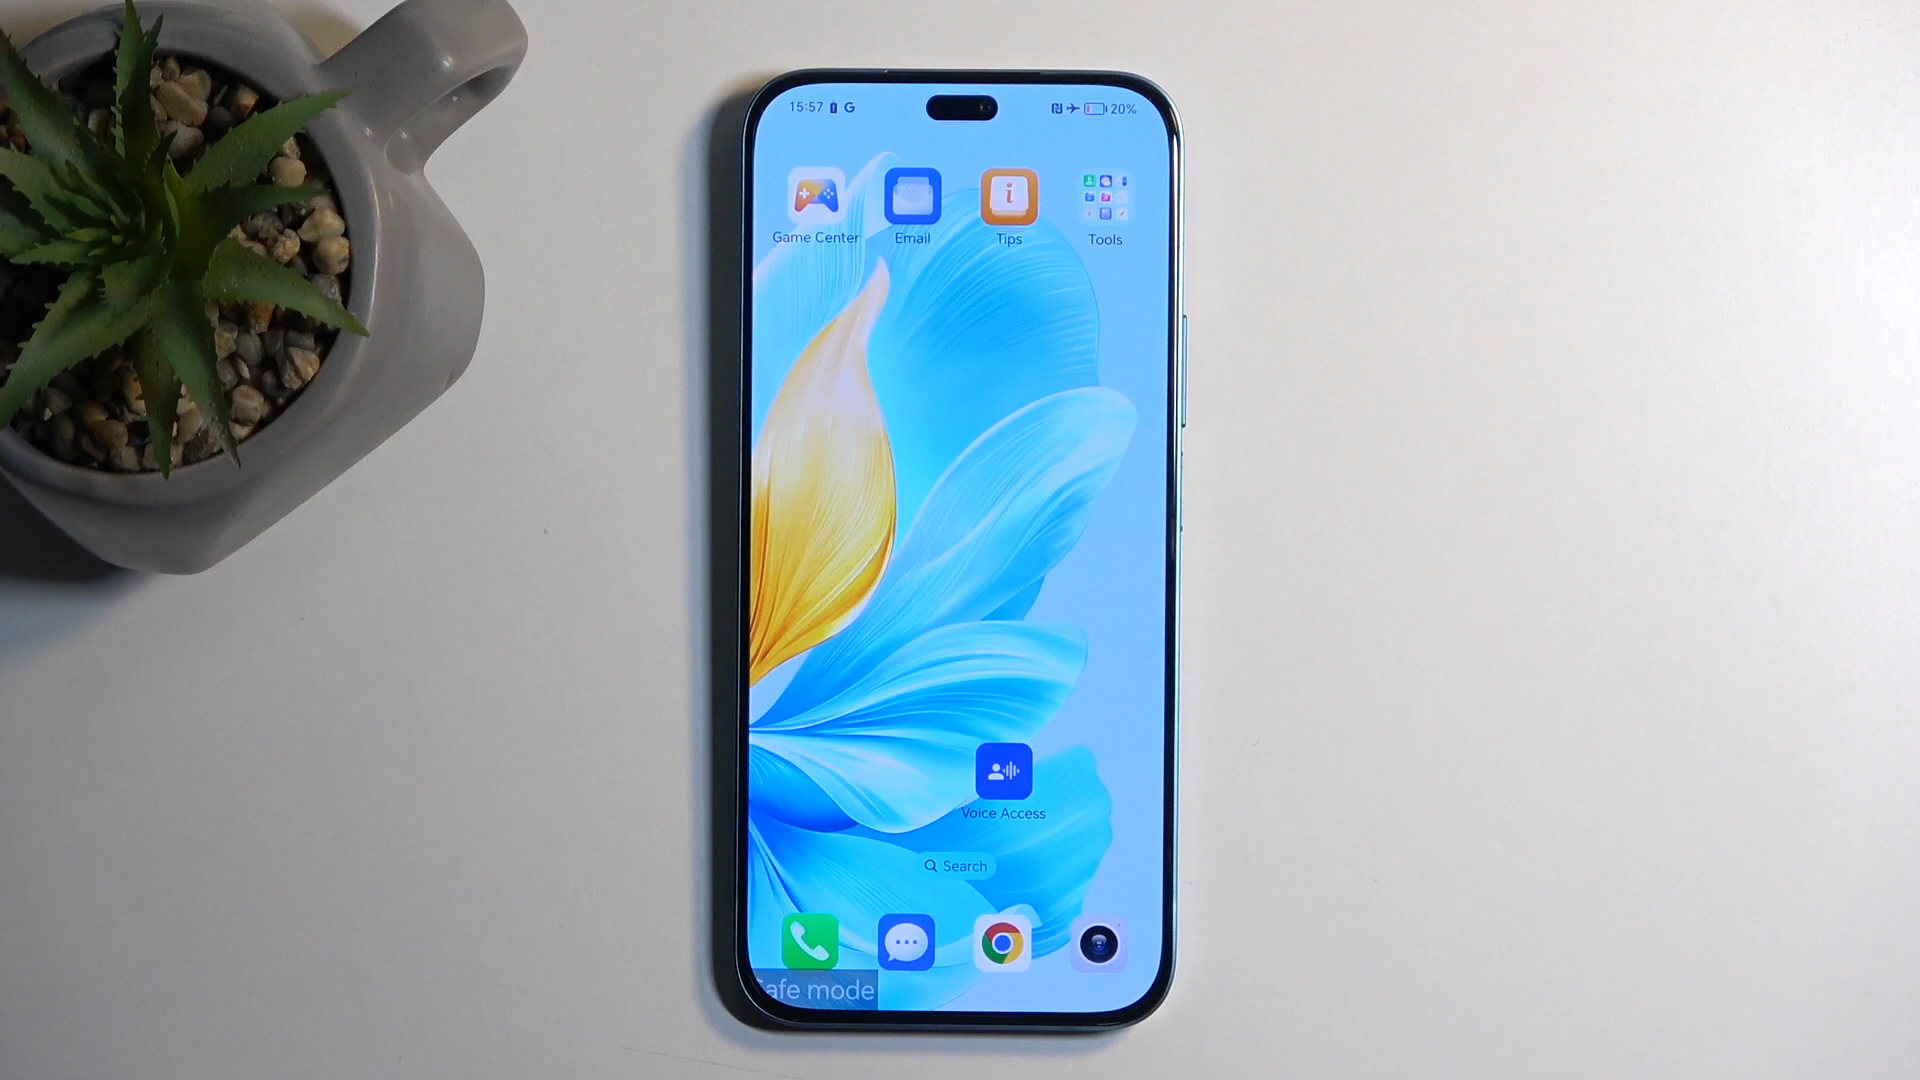 15:57 G 20%
Game Center Email Tips Tools
Voice Access
Search
afe mode